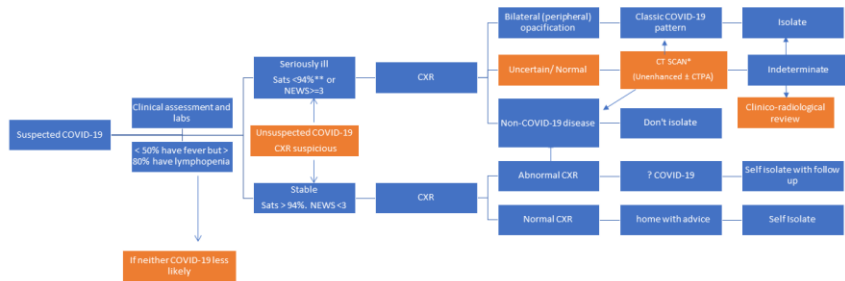 Suspected COVID-19
Clinical assessment and
labs
< 50% have fever but >
80% have lymphopenia
If neither COVID-19 less
likely
Seriously ill
Sats <94%** or
NEWS>=3
Unsuspected COVID-19
CXR suspicious
Stable
Sats > 94%. NEWS <3
CXR
CXR
Bilateral (peripheral)
opacification
Classic COVID-19
pattern
Isolate
Uncertain/ Normal
CT SCAN*
(Unenhanced ± CTPA)
Indeterminate
Clinico-radiological
review
Non-COVID-19 disease
Don't isolate
Abnormal CXR
? COVID-19
Self isolate with follow
up
Normal CXR
home with advice
Self Isolate